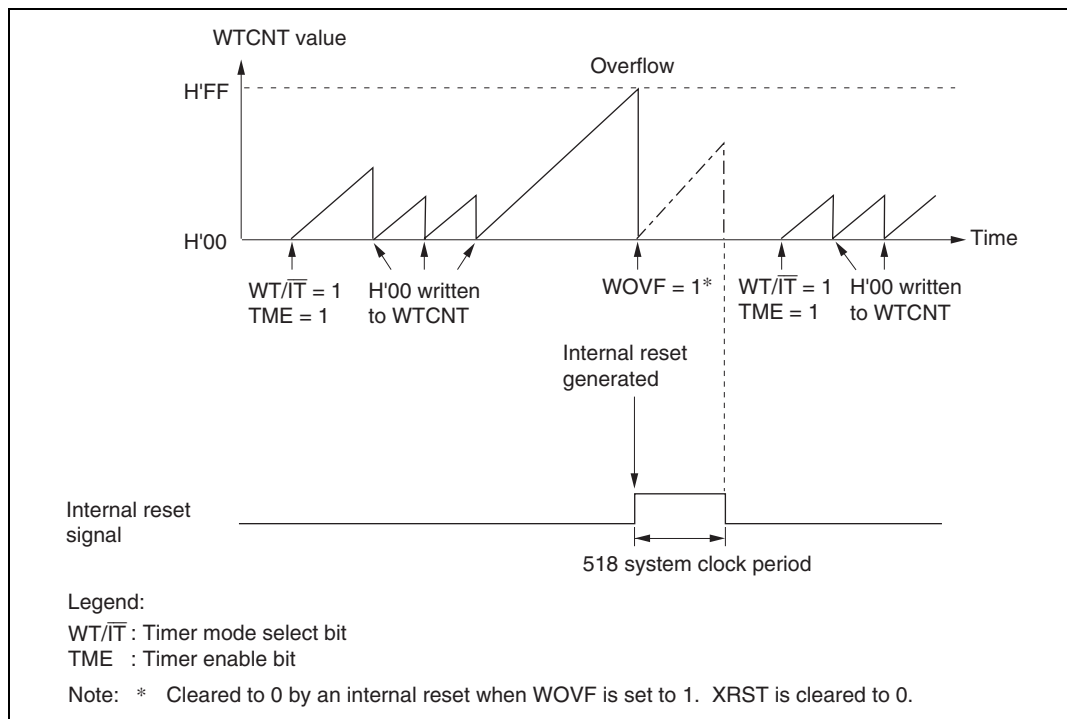 WTCNT value
Overflow
H'FF
H'00
Time
WT/I̅T̅ = 1
TME = 1
H'00 written
to WTCNT
WOVF = 1*
WT/I̅T̅ = 1
TME = 1
H'00 written
to WTCNT
Internal reset
generated
Internal reset
signal
518 system clock period
Legend:
WT/I̅T̅ : Timer mode select bit
TME : Timer enable bit
Note: * Cleared to 0 by an internal reset when WOVF is set to 1. XRST is cleared to 0.